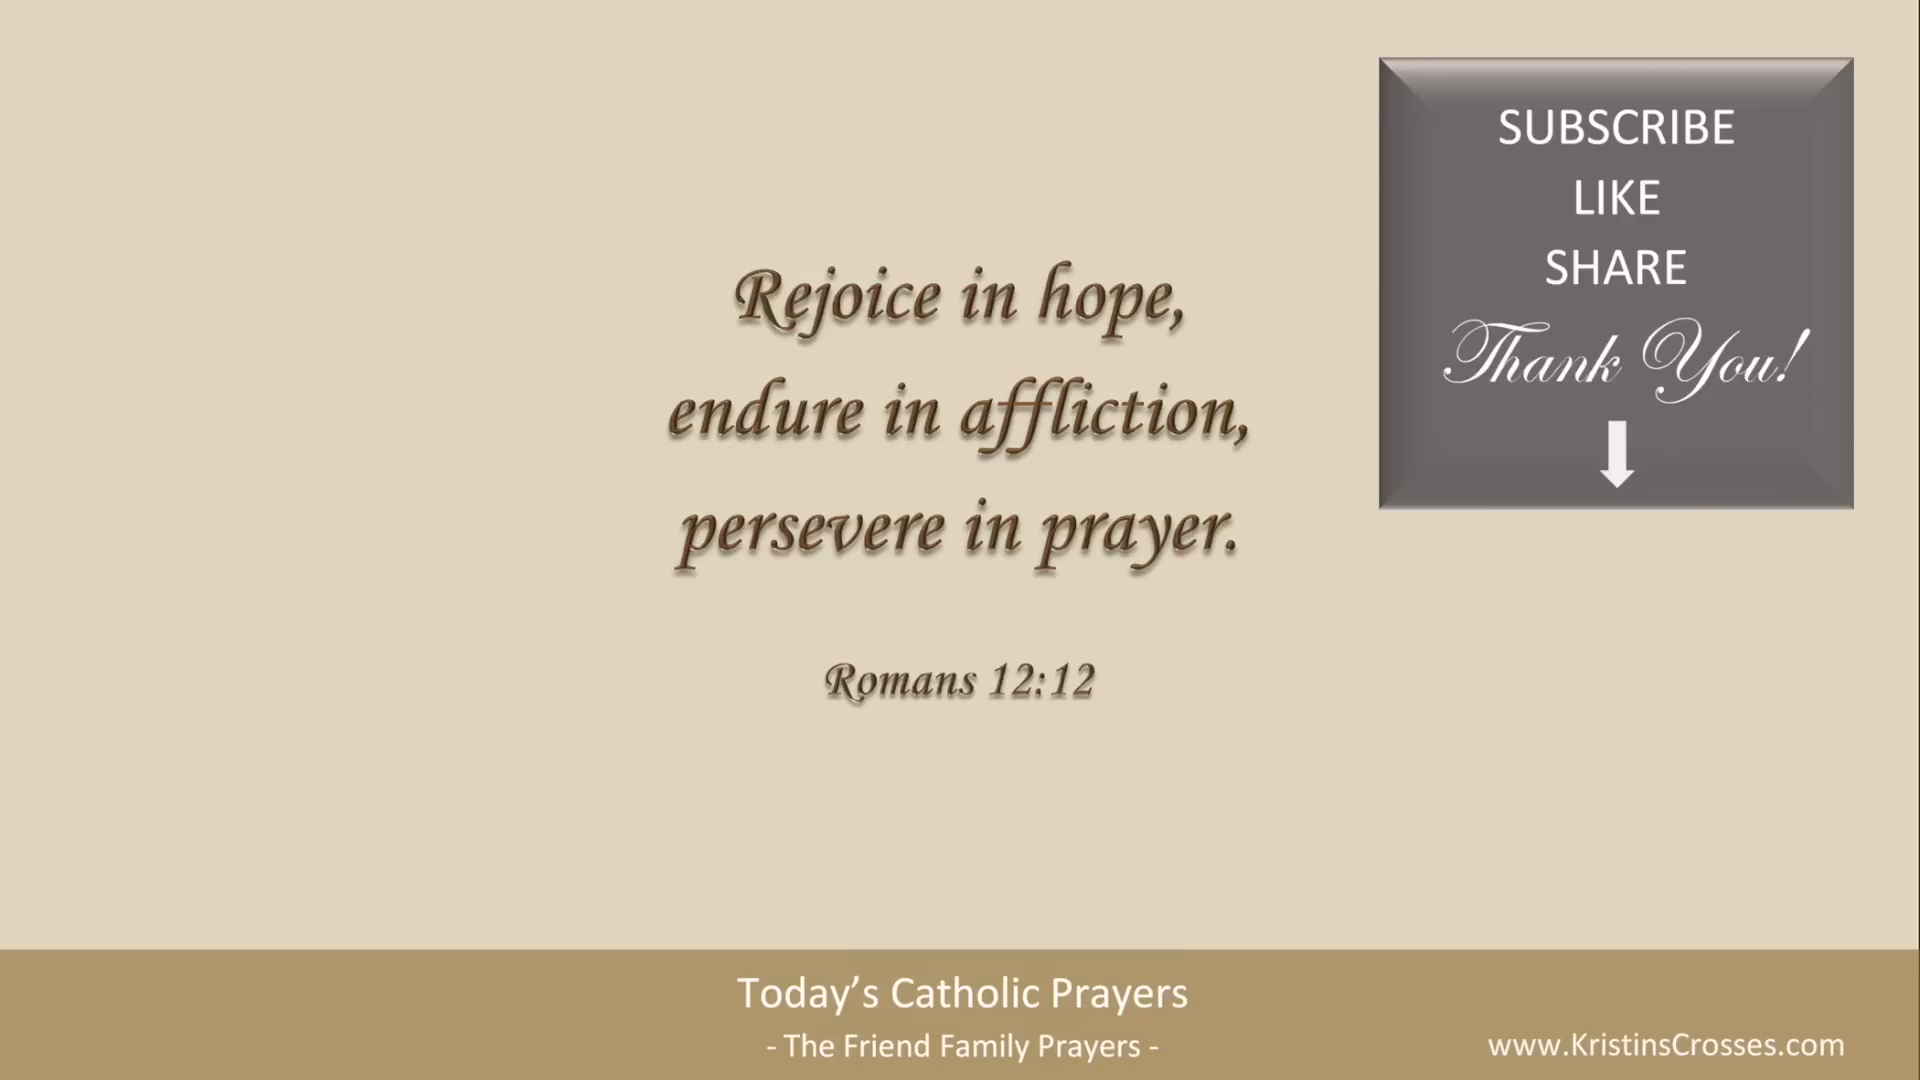 Rejoice in hope,
endure in affliction,
persevere in prayer.
Romans 12:12
SUBSCRIBE
LIKE
SHARE
Thank You!
Today’s Catholic Prayers
- The Friend Family Prayers -
www.KristinsCrosses.com